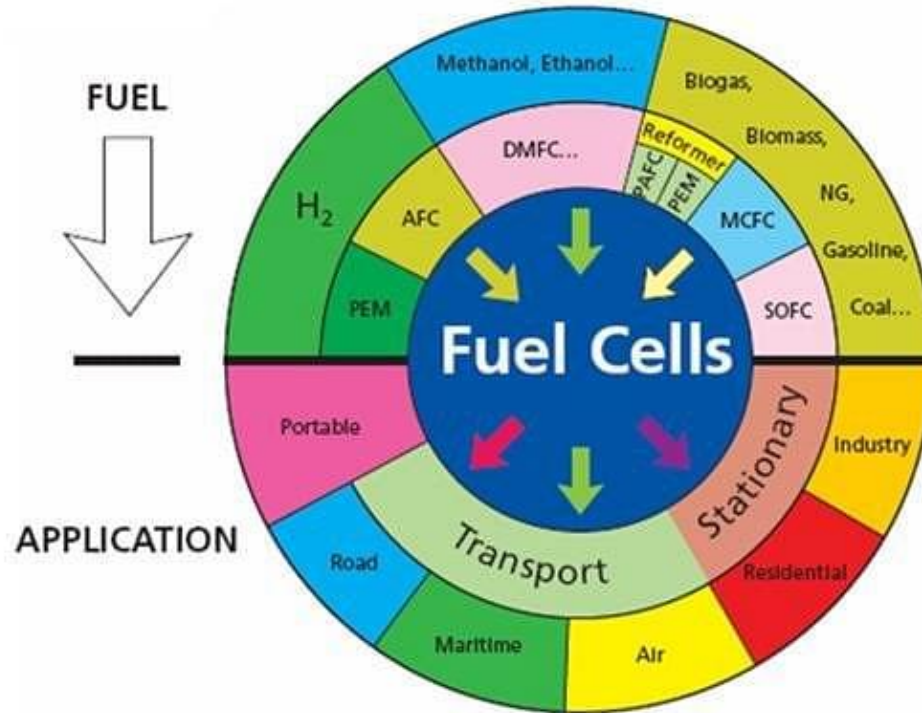 FUEL
Methanol, Ethanol...
Biogas,
Biomass,
NG,
Gasoline,
Coal...
H₂
DMFC...
Reformer
PAFC
PEM
AFC
MCFC
PEM
SOFC
Fuel Cells
APPLICATION
Portable
Transport
Stationary
Industry
Road
Residential
Maritime
Air